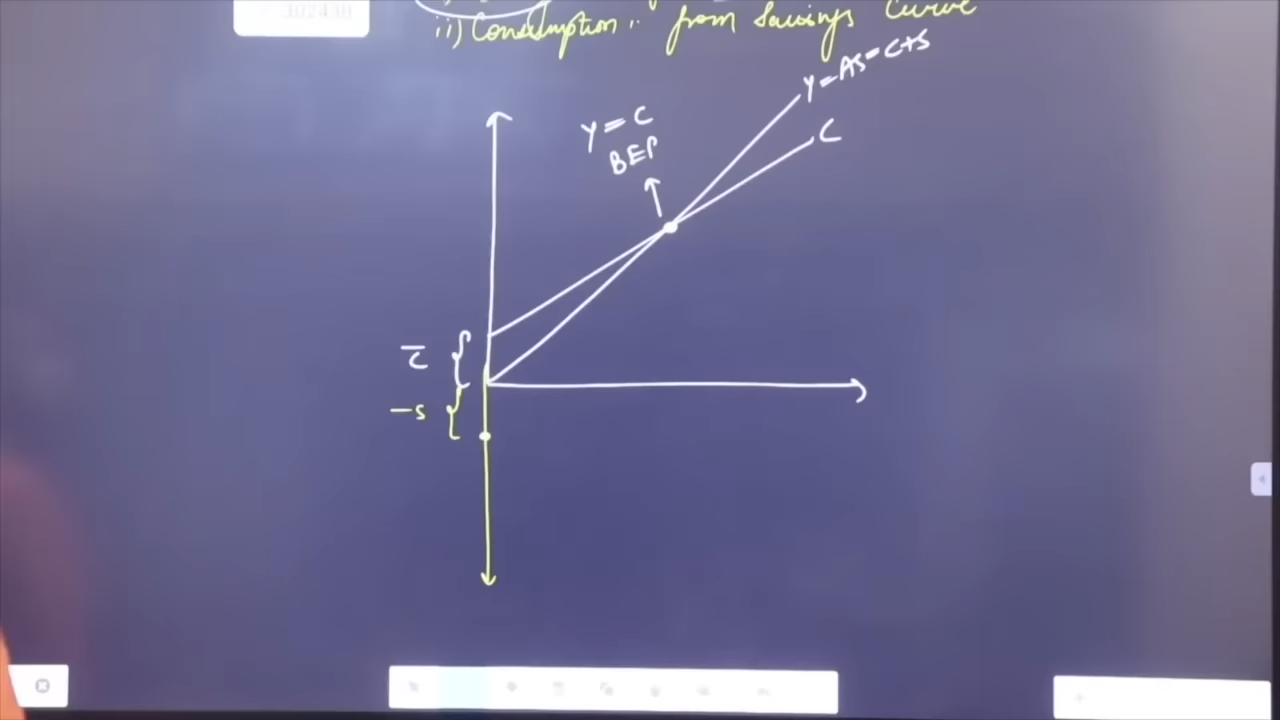 ii) Consumption " from Savings Curve
Y=AS=C+S
C
Y=C
BEP
C̅
-s